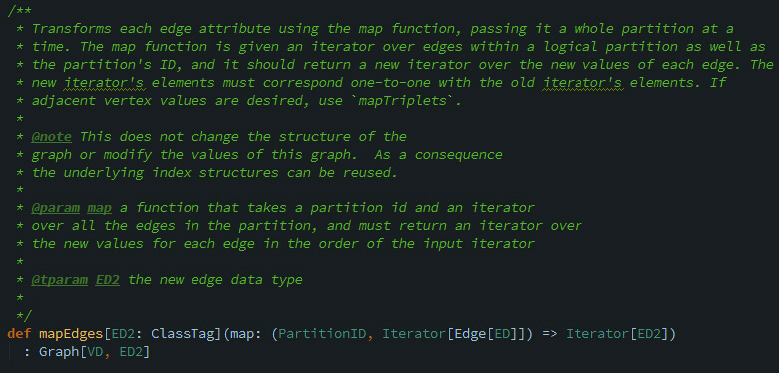 /**
* Transforms each edge attribute using the map function, passing it a whole partition at a
* time. The map function is given an iterator over edges within a logical partition as well as
* the partition's ID, and it should return a new iterator over the new values of each edge. The
* new iterator's elements must correspond one-to-one with the old iterator's elements. If
* adjacent vertex values are desired, use `mapTriplets`.
*
* @note This does not change the structure of the
* graph or modify the values of this graph.  As a consequence
* the underlying index structures can be reused.
*
* @param map a function that takes a partition id and an iterator
* over all the edges in the partition, and must return an iterator over
* the new values for each edge in the order of the input iterator
*
* @tparam ED2 the new edge data type
*
*/
def mapEdges[ED2: ClassTag](map: (PartitionID, Iterator[Edge[ED]]) => Iterator[ED2])
: Graph[VD, ED2]